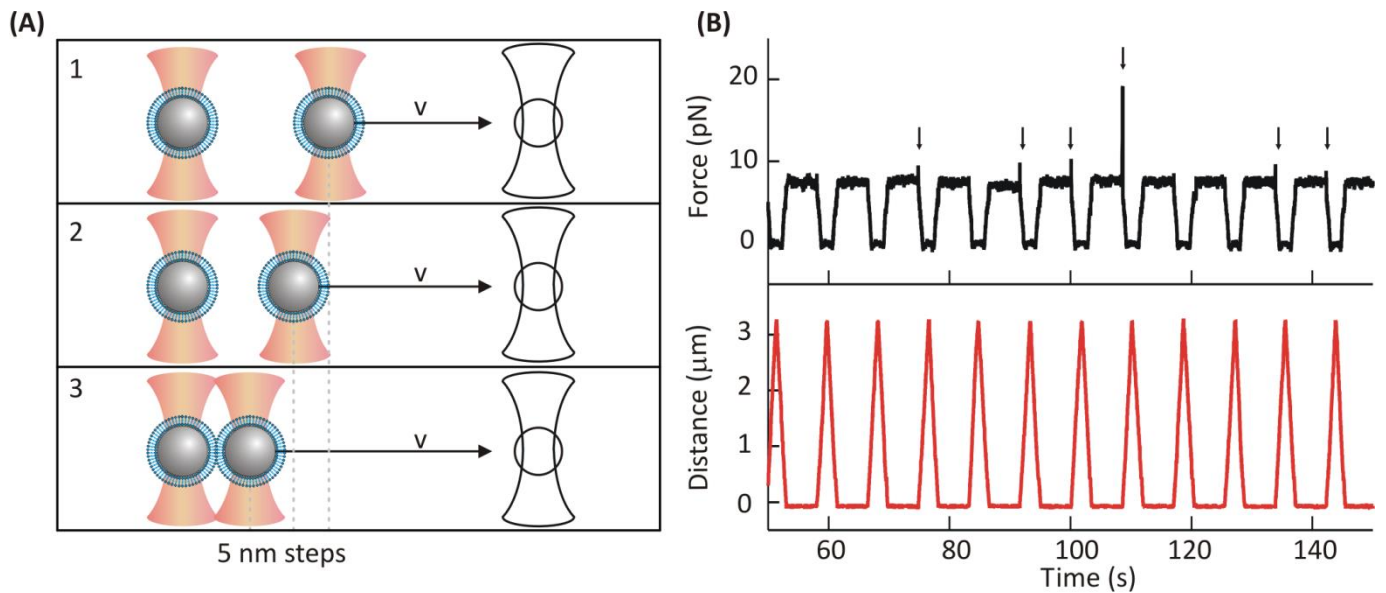 (A)
1
v
2
v
3
v
5 nm steps
(B)
20
10
0
Force (pN)
3
2
1
0
Distance (μm)
60 80 100 120 140
Time (s)